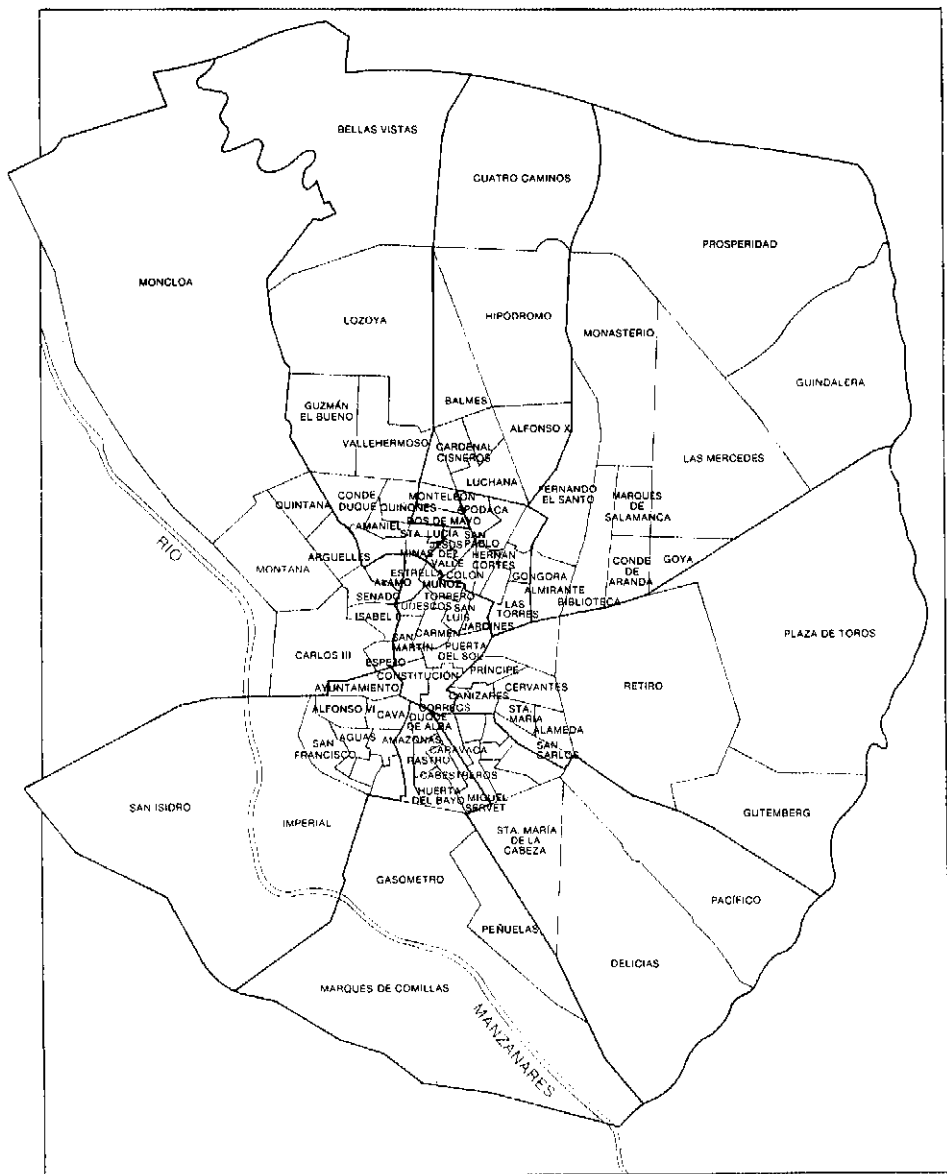 BELLAS VISTAS
CUATRO CAMINOS
PROSPERIDAD
MONCLOA
LOZOYA
HIPÓDROMO
MONASTERIO
GUINDALERA
GUZMÁN
EL BUENO
BALMES
ALFONSO X
VALLEHERMOSO
CARDENAL
CISNEROS
LAS MERCEDES
LUCHANA
FERNANDO
EL SANTO
MARQUÉS
DE
SALAMANCA
QUINTANA
CONDE
DUQUE
QUIÑONES
MONTELEÓN
APODACA
DOS DE MAYO
AMANIEL
STA. LUCÍA
SAN
PABLO
JESÚS
DEL
VALLE
MINAS
HERNÁN
CORTÉS
ARGÜELLES
MONTAÑA
ESTRELLA
COLÓN
GÓNGORA
CONDE
DE
ARANDA
GOYA
ÁLAMO
MUÑOZ
TORRERO
ALMIRANTE
BIBLIOTECA
SENADO
TUDESCOS
SAN
LUIS
LAS
TORRES
ISABEL II
JARDINES
CARMEN
SAN
MARTÍN
PUERTA
DEL SOL
PLAZA DE TOROS
CARLOS III
ESPEJO
CONSTITUCIÓN
PRÍNCIPE
RETIRO
AYUNTAMIENTO
CAÑIZARES
CERVANTES
ALFONSO VI
CAVA
CORREOS
DUQUE
DE ALBA
STA.
MARÍA
ALAMEDA
AGUAS
AMAZONAS
SAN
FRANCISCO
CARAVACA
SAN
CARLOS
RASTRO
CABESTREROS
HUERTA
DEL BAYO
MIGUEL
SERVET
SAN ISIDRO
IMPERIAL
GUTEMBERG
STA. MARÍA
DE LA
CABEZA
GASÓMETRO
PACÍFICO
PEÑUELAS
DELICIAS
MARQUÉS DE COMILLAS
RÍO
MANZANARES